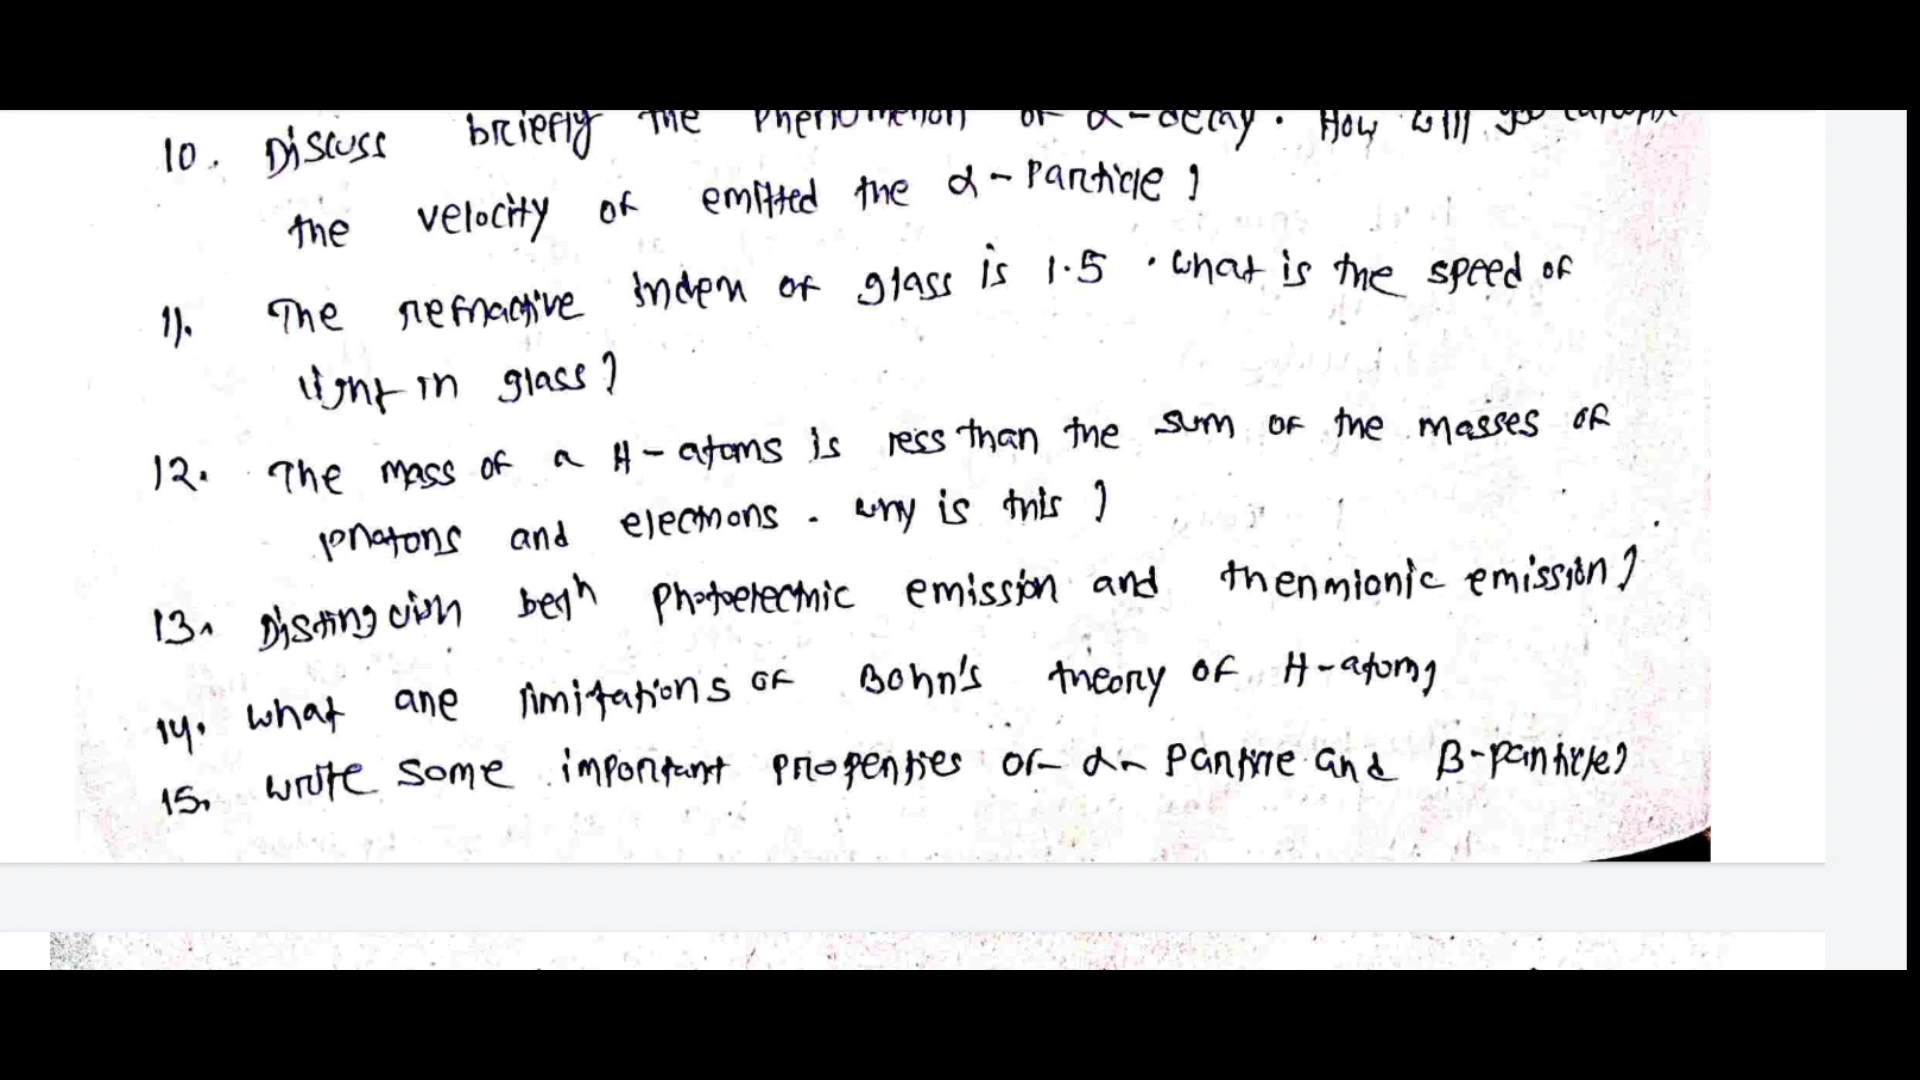 10. Discuss briefly the phenomenon of α-decay. How will you
the velocity of emitted the α-particle?
11. The refractive index of glass is 1.5. What is the speed of
light in glass?
12. The mass of a H-atoms is less than the sum of the masses of
protons and electrons. why is this?
13. Distinguish betn photoelectric emission and thermionic emission?
14. What are limitations of Bohr's theory of H-atom?
15. write some important properties of α- particle and β-particle?